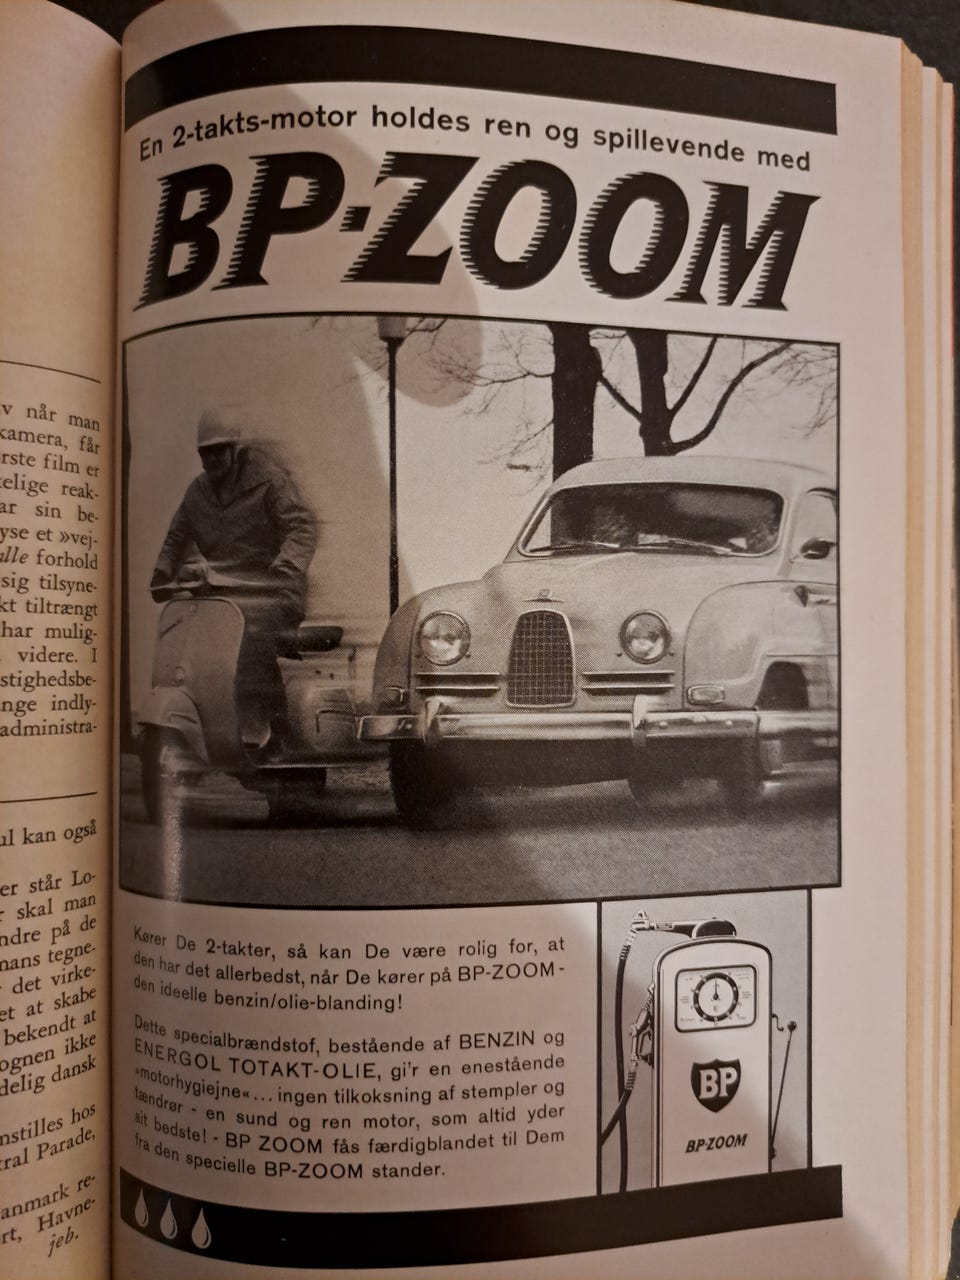 v når man
kamera, får
rste film er
elige reak-
ar sin be-
yse et »vej-
alle forhold
sig tilsyne-
kt tiltrængt
har mulig-
videre. I
stighedsbe-
nge indly-
administra-
ul kan også
er står Lo-
r skal man
ndre på de
mans tegne-
det virke-
et at skabe
bekendt at
ognen ikke
delig dansk
mstilles hos
tral Parade,
anmark re-
rt, Havne-
jeb.
En 2-takts-motor holdes ren og spillevende med
BP-ZOOM
Kører De 2-takter, så kan De være rolig for, at
den har det allerbedst, når De kører på BP-ZOOM -
den ideelle benzin/olie-blanding!
Dette specialbrændstof, bestående af BENZIN og
ENERGOL TOTAKT-OLIE, gi'r en enestående
»motorhygiejne«... ingen tilkoksning af stempler og
tændrør - en sund og ren motor, som altid yder
sit bedste! - BP ZOOM fås færdigblandet til Dem
fra den specielle BP-ZOOM stander.
BP
BP-ZOOM